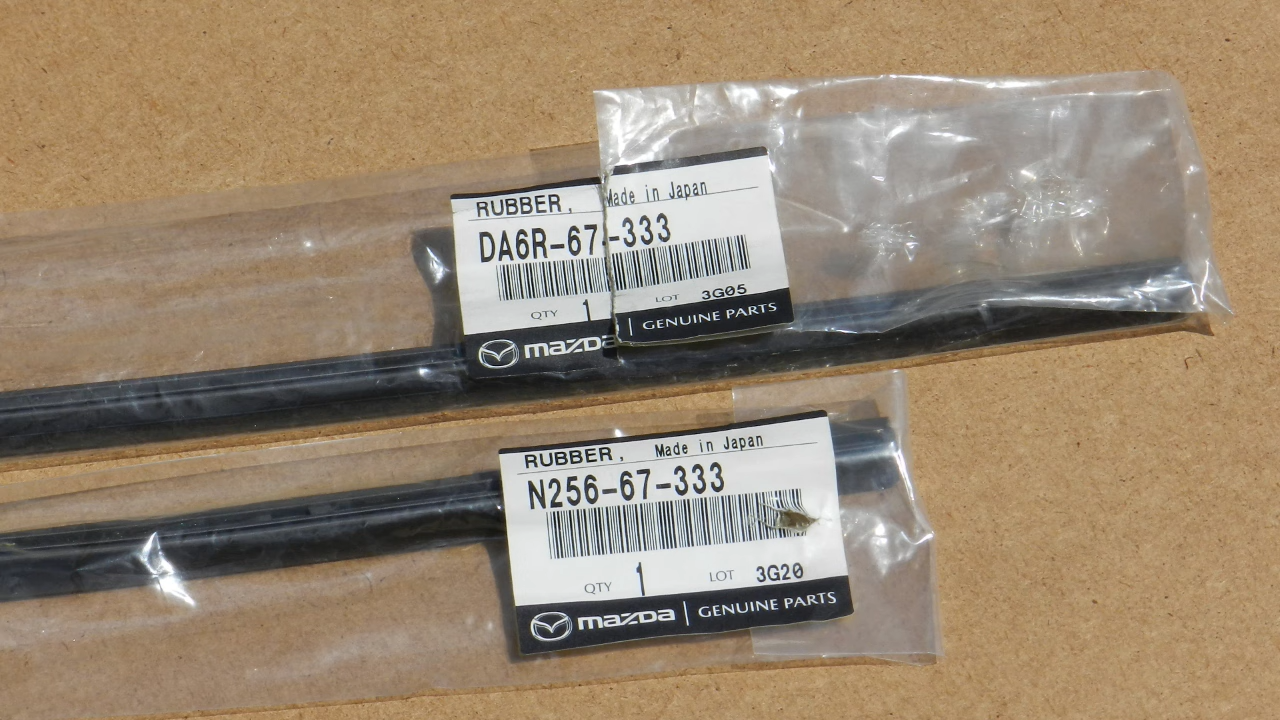 RUBBER, Made in Japan
DA6R-67-333
QTY 1 LOT 3G05
mazda | GENUINE PARTS
RUBBER, Made in Japan
N256-67-333
QTY 1 LOT 3G20
mazda | GENUINE PARTS